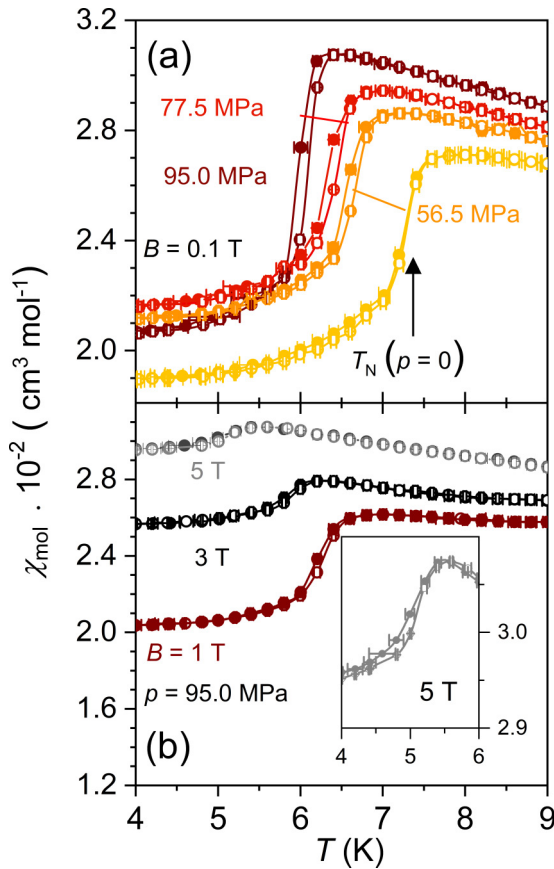 3.2
(a)
77.5 MPa
2.8
95.0 MPa
56.5 MPa
2.4
B = 0.1 T
T_N (p = 0)
2.0
χ_mol · 10^-2 ( cm^3 mol^-1)
5 T
2.8
3 T
2.4
2.0
B = 1 T
3.0
p = 95.0 MPa
5 T
1.6
(b)
2.9
4 5 6
1.2
4 5 6 7 8 9
T (K)